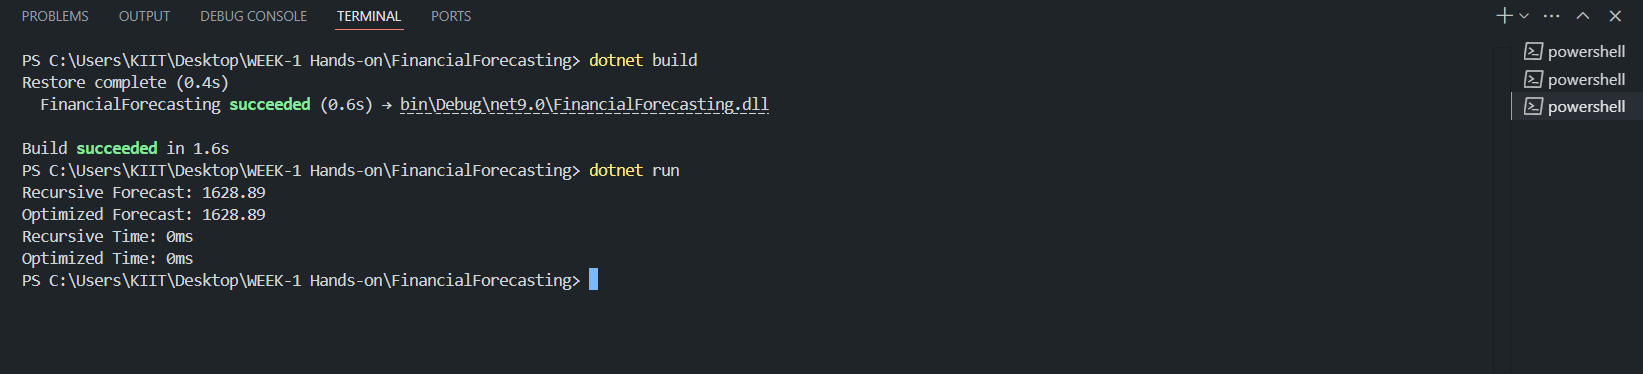 PROBLEMS OUTPUT DEBUG CONSOLE TERMINAL PORTS
PS C:\Users\KIIT\Desktop\WEEK-1 Hands-on\FinancialForecasting> dotnet build
Restore complete (0.4s)
FinancialForecasting succeeded (0.6s) → bin\Debug\net9.0\FinancialForecasting.dll
Build succeeded in 1.6s
PS C:\Users\KIIT\Desktop\WEEK-1 Hands-on\FinancialForecasting> dotnet run
Recursive Forecast: 1628.89
Optimized Forecast: 1628.89
Recursive Time: 0ms
Optimized Time: 0ms
PS C:\Users\KIIT\Desktop\WEEK-1 Hands-on\FinancialForecasting>
powershell
powershell
powershell